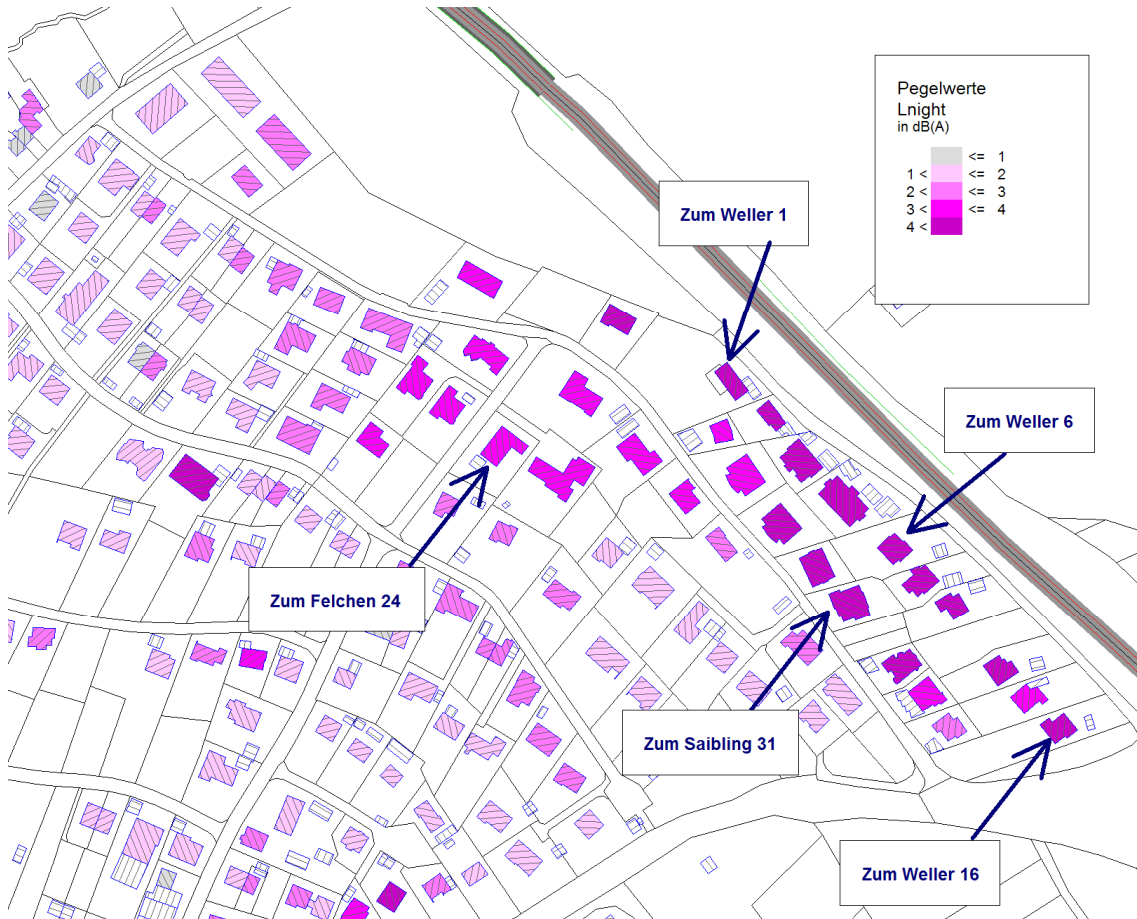 Pegelwerte
Lnight
in dB(A)
<= 1
1 < <= 2
2 < <= 3
3 < <= 4
4 <
Zum Weller 1
Zum Weller 6
Zum Felchen 24
Zum Saibling 31
Zum Weller 16